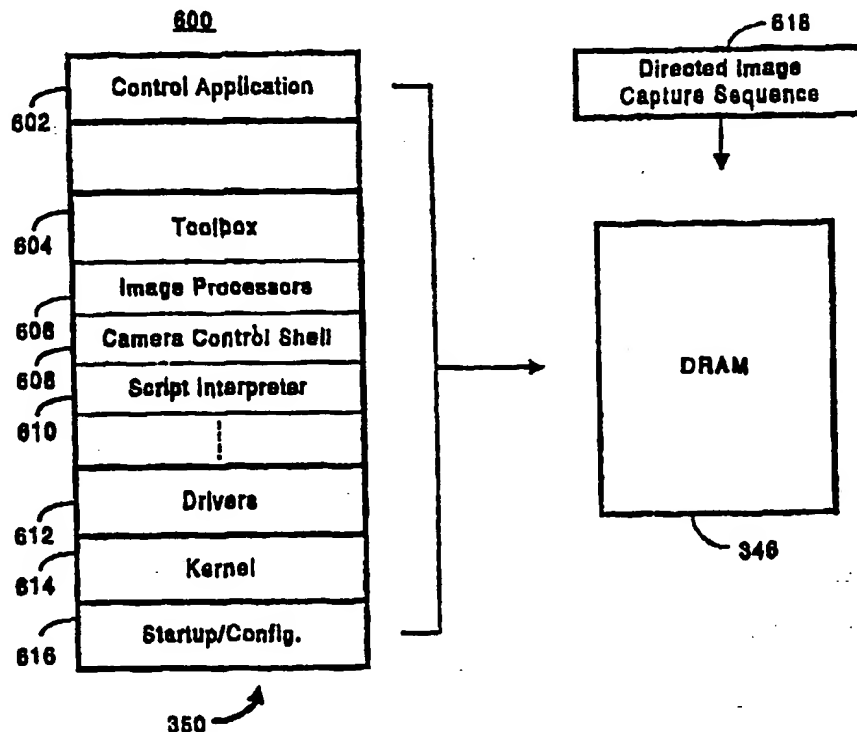 600
618
Control Application
Directed Image
Capture Sequence
602
Toolbox
604
Image Processors
606
Camera Control Shell
608
DRAM
Script Interpreter
610
Drivers
612
346
Kernel
614
Startup/Config.
616
350